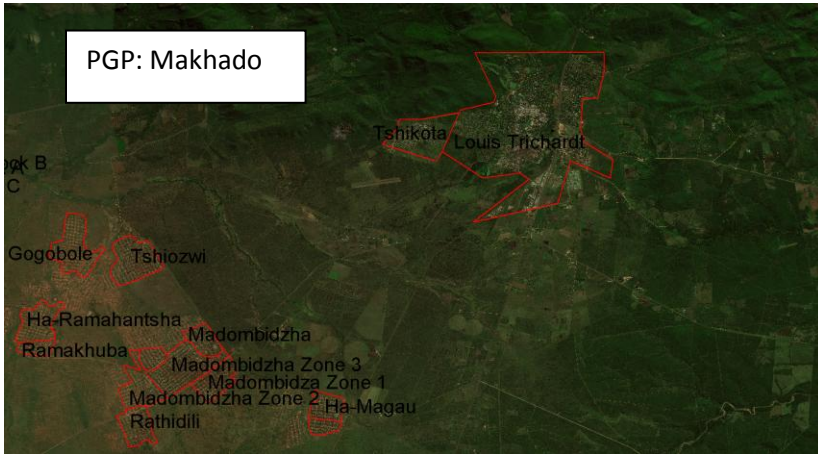 PGP: Makhado
Tshikota
Louis Trichardt
ock B
C
Gogobole
Tshiozwi
Ha-Ramahantsha
Madombidzha
Ramakhuba
Madombidzha Zone 3
Madombidza Zone 1
Madombidzha Zone 2
Ha-Magau
Rathidili